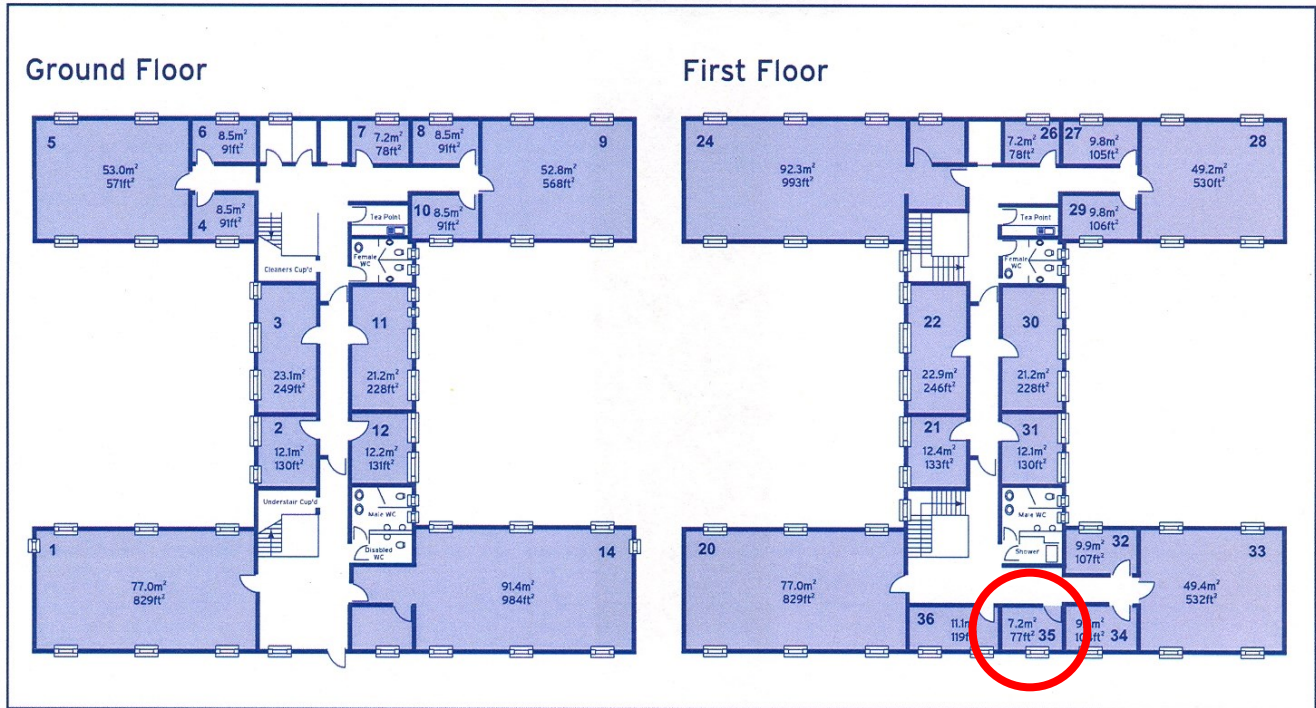 Ground Floor
5
53.0m²
571ft²
6
8.5m²
91ft²
4
8.5m²
91ft²
7
7.2m²
78ft²
8
8.5m²
91ft²
9
52.8m²
568ft²
10
8.5m²
91ft²
Tea Point
Female
WC
Cleaners Cup'd
3
23.1m²
249ft²
11
21.2m²
228ft²
2
12.1m²
130ft²
12
12.2m²
131ft²
Understair Cup'd
Male WC
Disabled
WC
1
77.0m²
829ft²
14
91.4m²
984ft²
First Floor
24
92.3m²
993ft²
26
7.2m²
78ft²
27
9.8m²
105ft²
28
49.2m²
530ft²
29
9.8m²
106ft²
Tea Point
Female
WC
22
22.9m²
246ft²
30
21.2m²
228ft²
21
12.4m²
133ft²
31
12.1m²
130ft²
Male WC
Shower
20
77.0m²
829ft²
32
9.9m²
107ft²
33
49.4m²
532ft²
36
11.1m
119f
35
7.2m²
77ft²
34